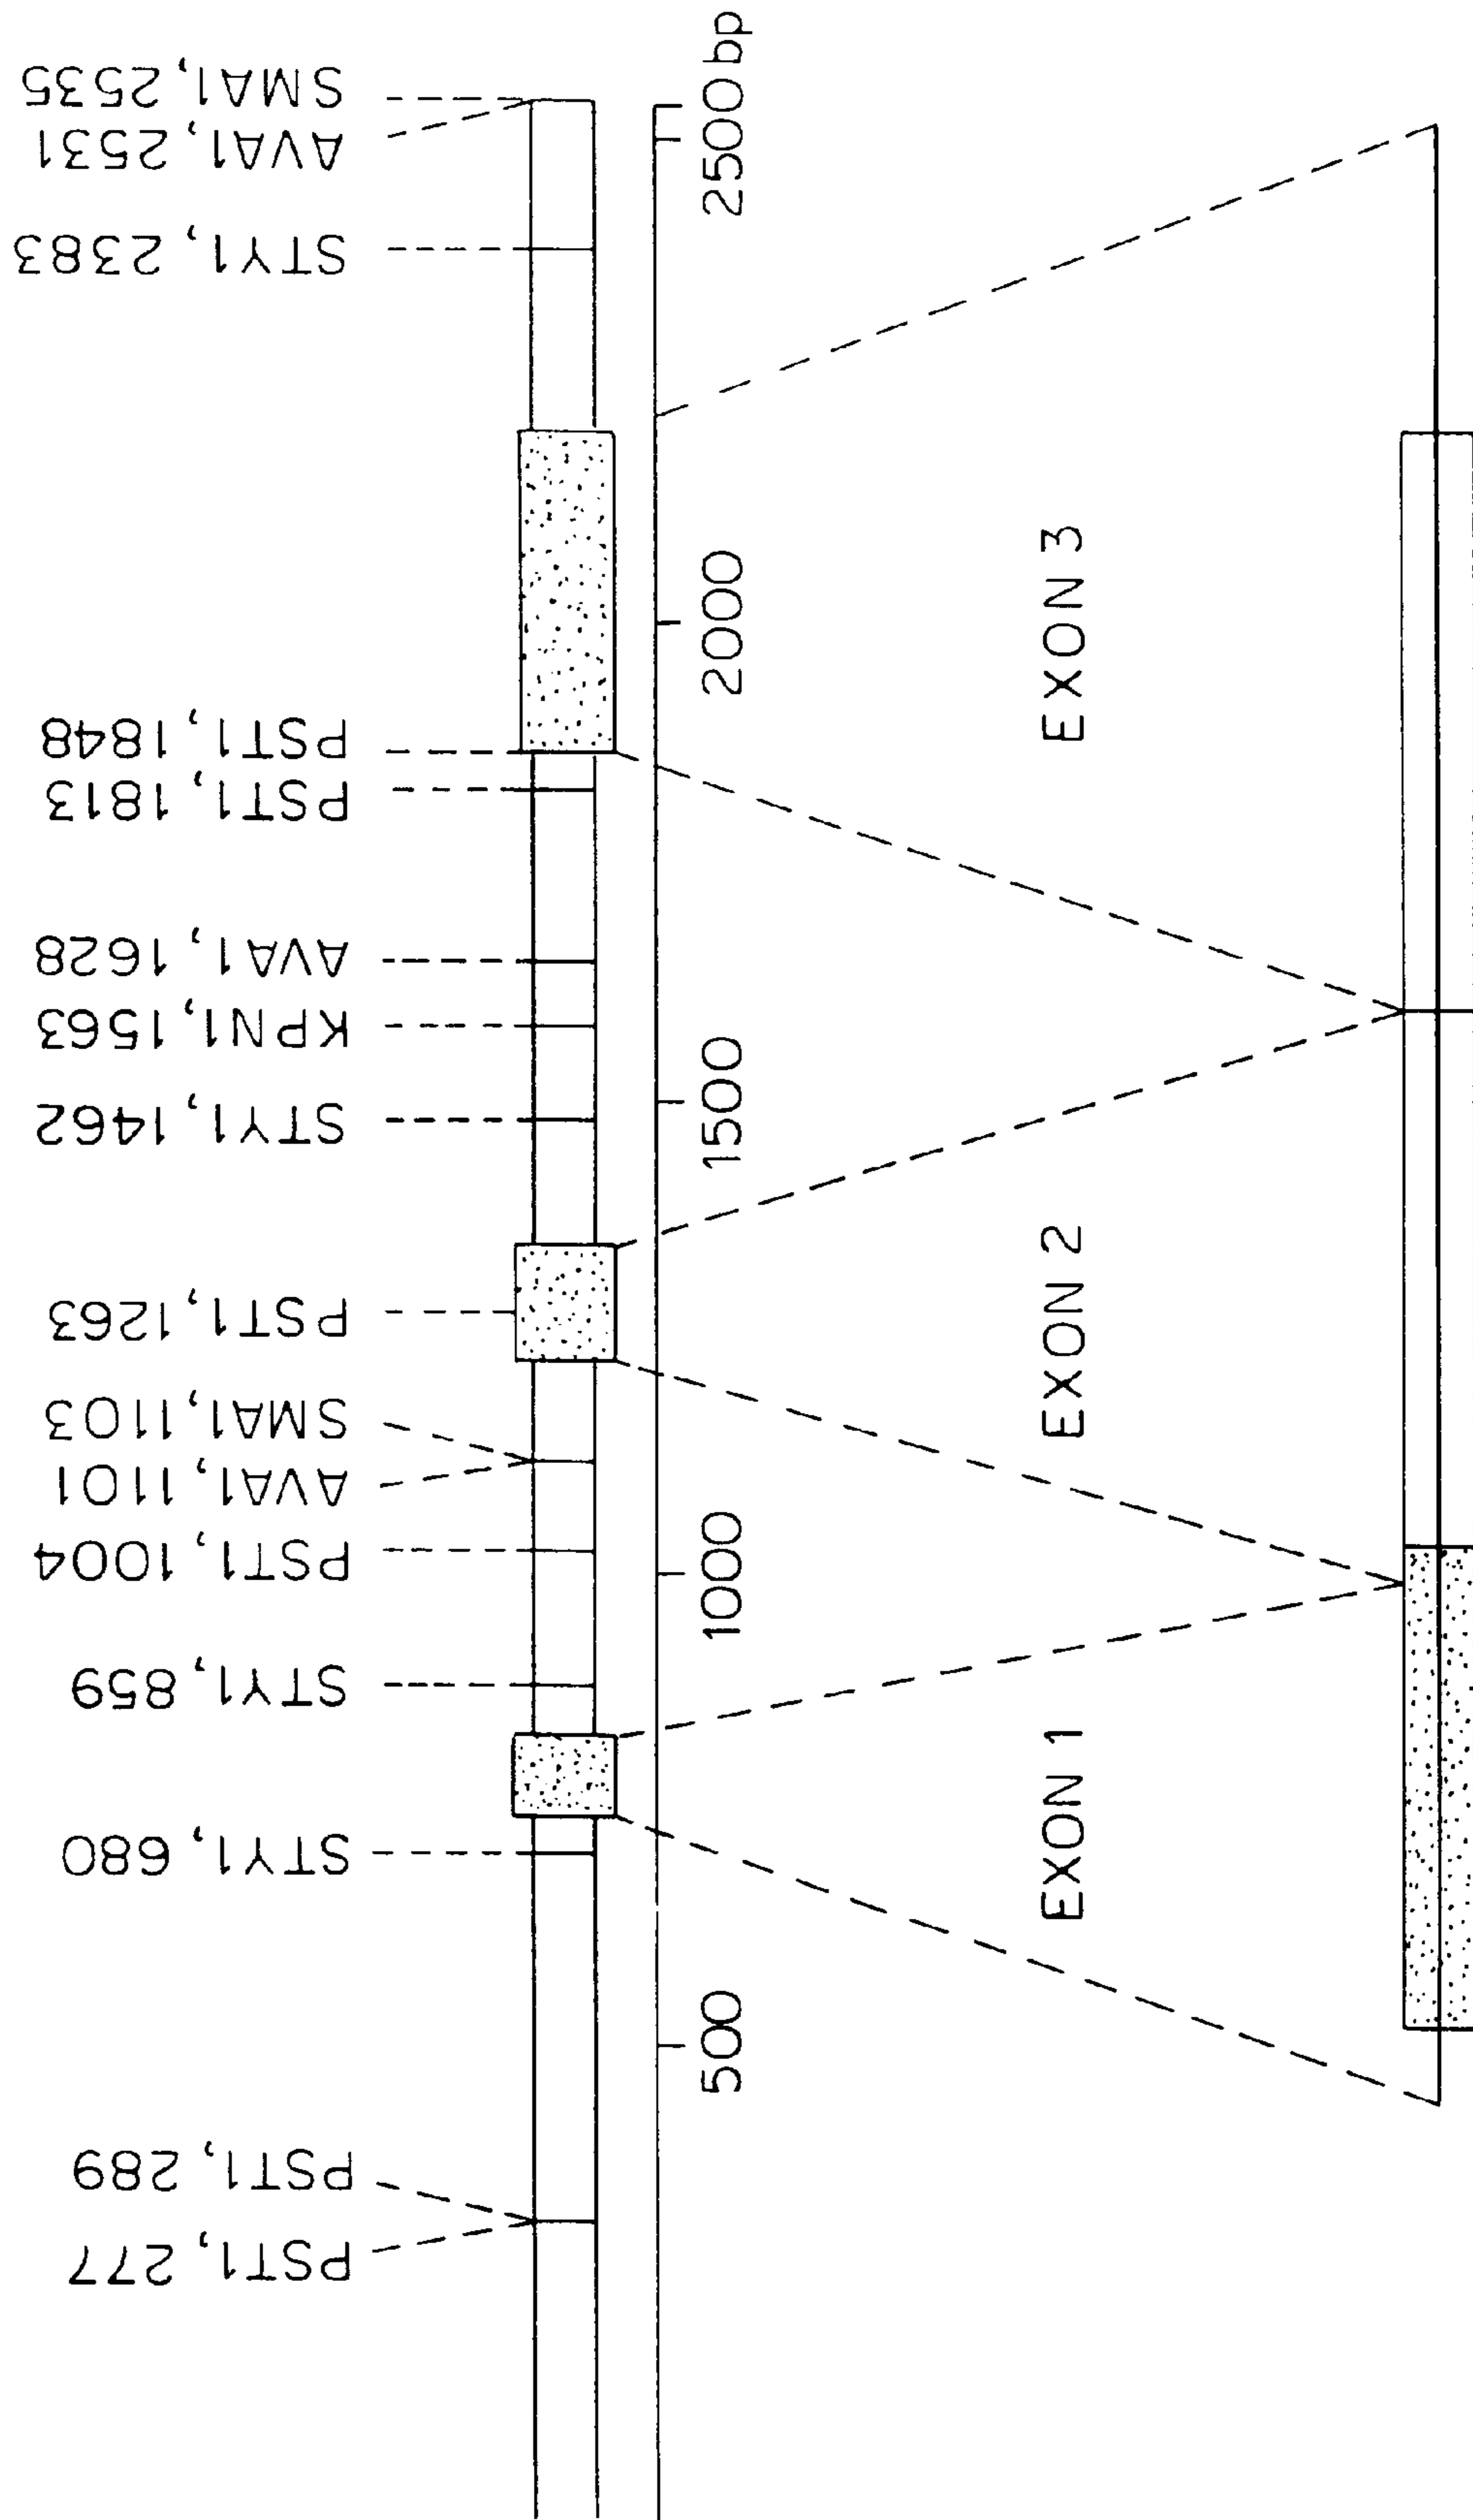 PST1, 277
PST1, 289
STY1, 680
STY1, 859
PST1, 1004
AVA1, 1101
SMA1, 1103
PST1, 1263
STY1, 1462
KPN1, 1563
AVA1, 1628
PST1, 1813
PST1, 1848
STY1, 2383
AVA1, 2531
SMA1, 2535
500 1000 1500 2000 2500 bp
EXON 1 EXON 2 EXON 3